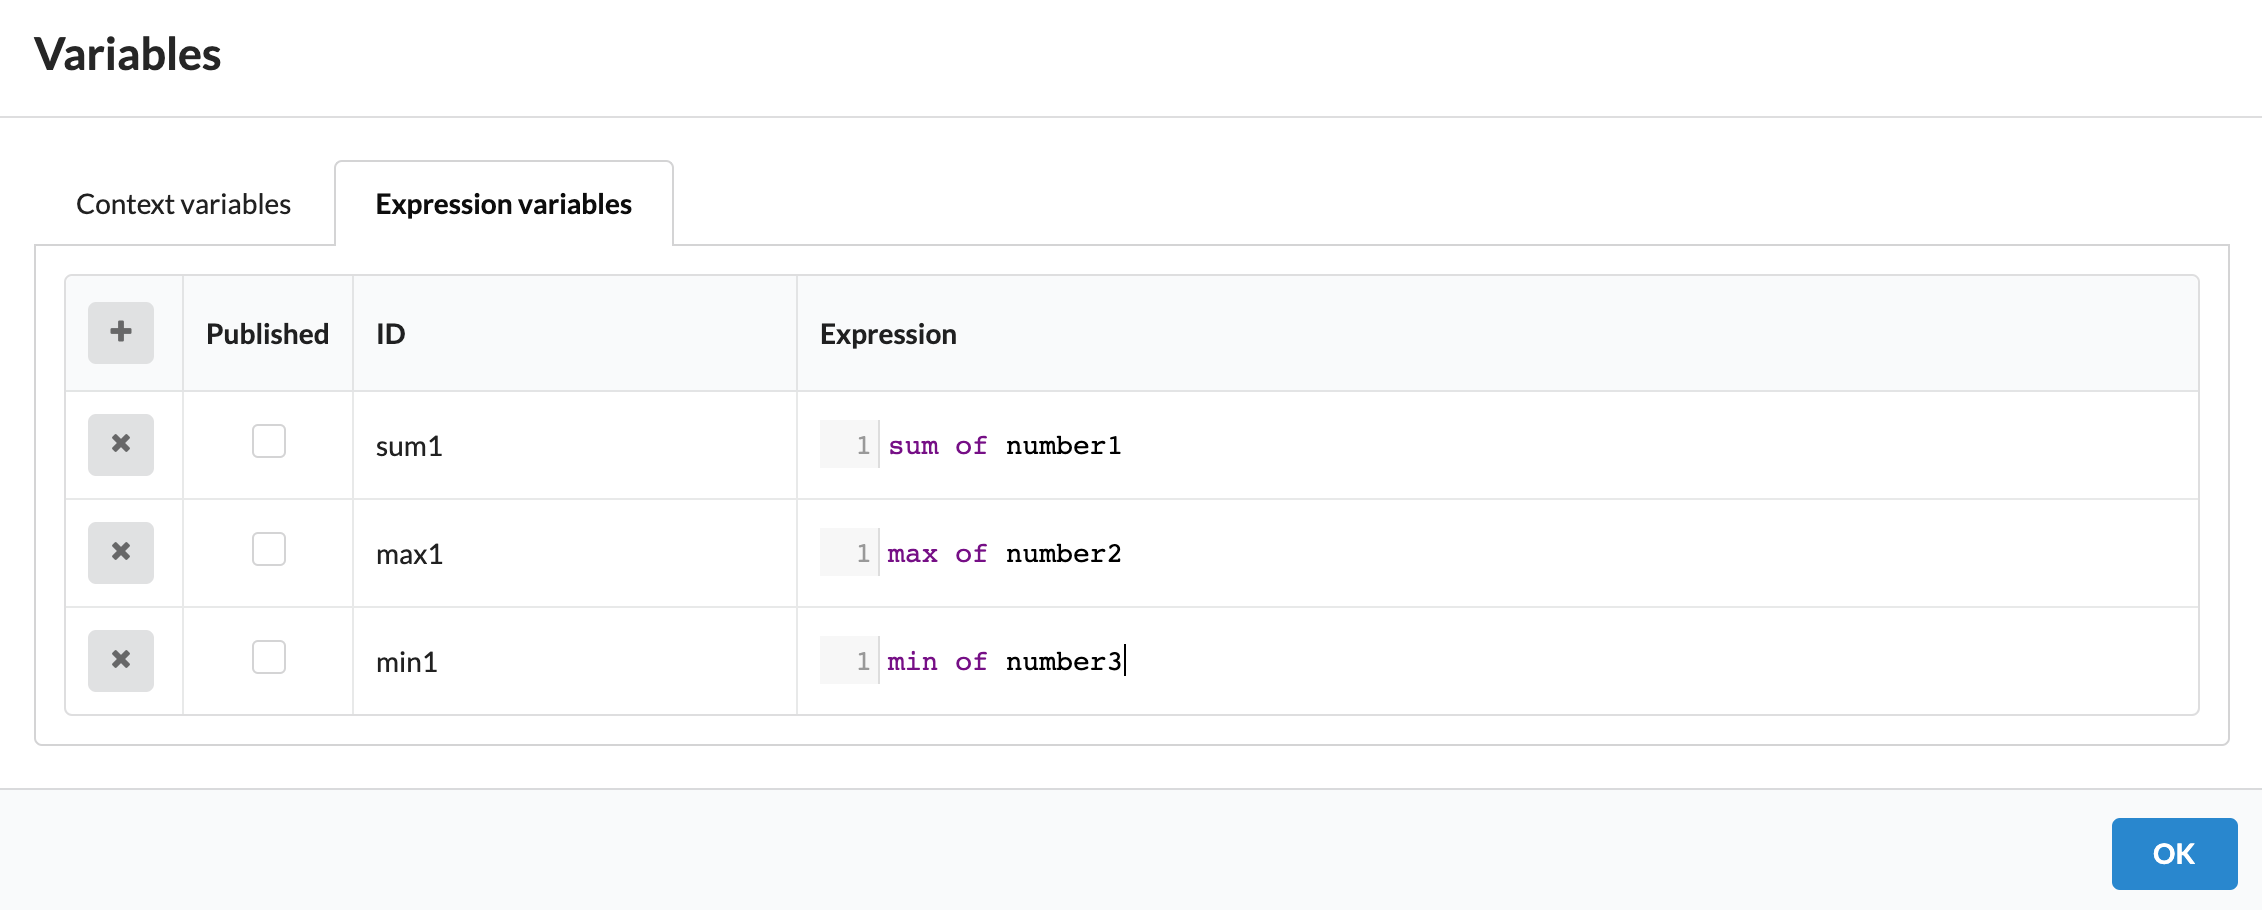 Variables
Context variables Expression variables
Published ID Expression
sum1 1 sum of number1
max1 1 max of number2
min1 1 min of number3
OK